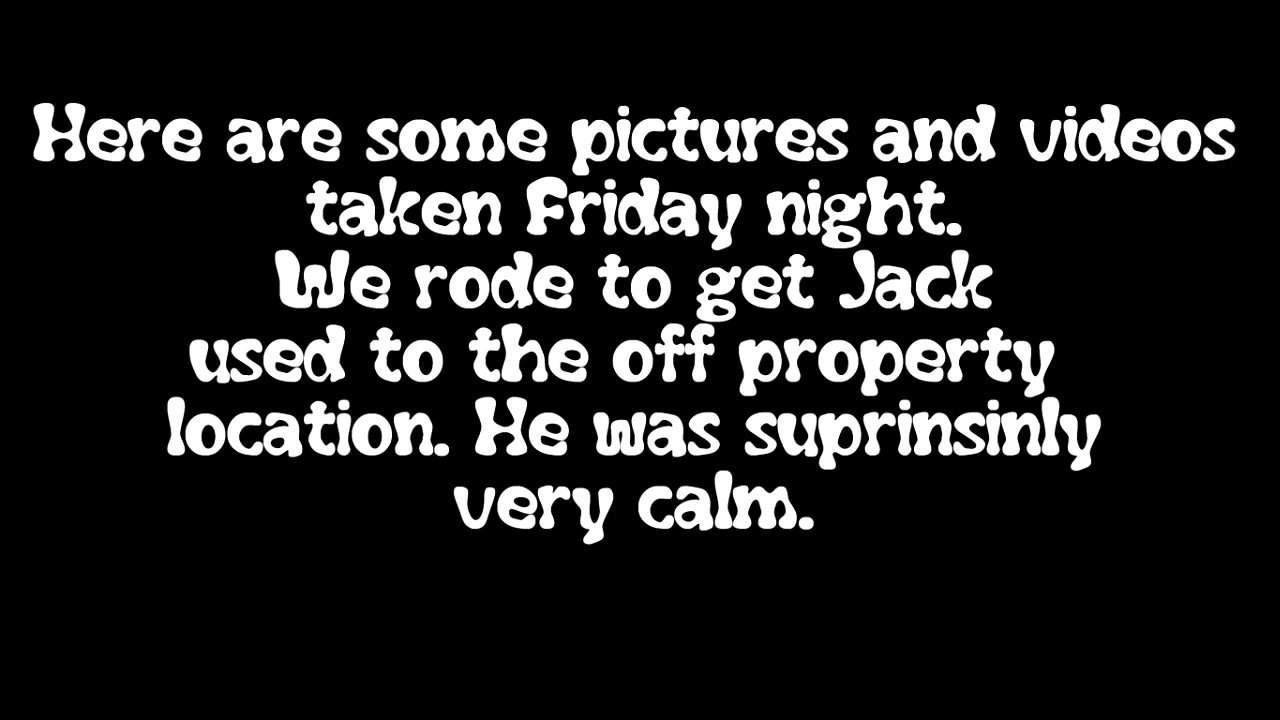 Here are some pictures and videos
taken Friday night.
We rode to get Jack
used to the off property
location. He was suprinsinly
very calm.